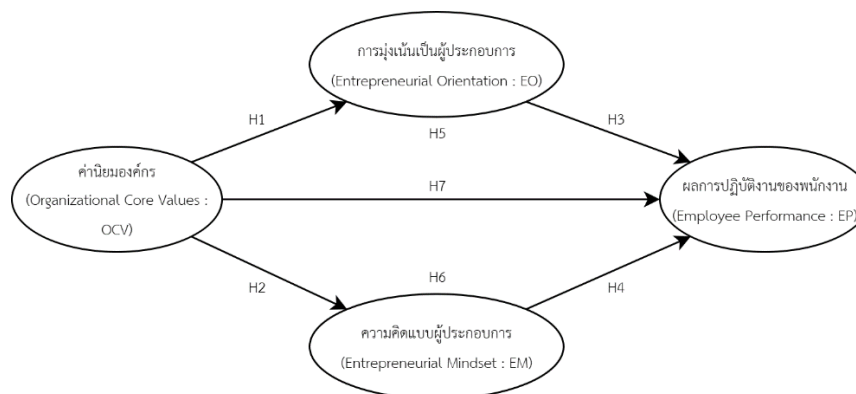 การมุ่งเน้นเป็นผู้ประกอบการ
(Entrepreneurial Orientation : EO)
H1
H3
H5
ค่านิยมองค์กร
(Organizational Core Values :
OCV)
H7
ผลการปฏิบัติงานของพนักงาน
(Employee Performance : EP)
H2
H6
H4
ความคิดแบบผู้ประกอบการ
(Entrepreneurial Mindset : EM)